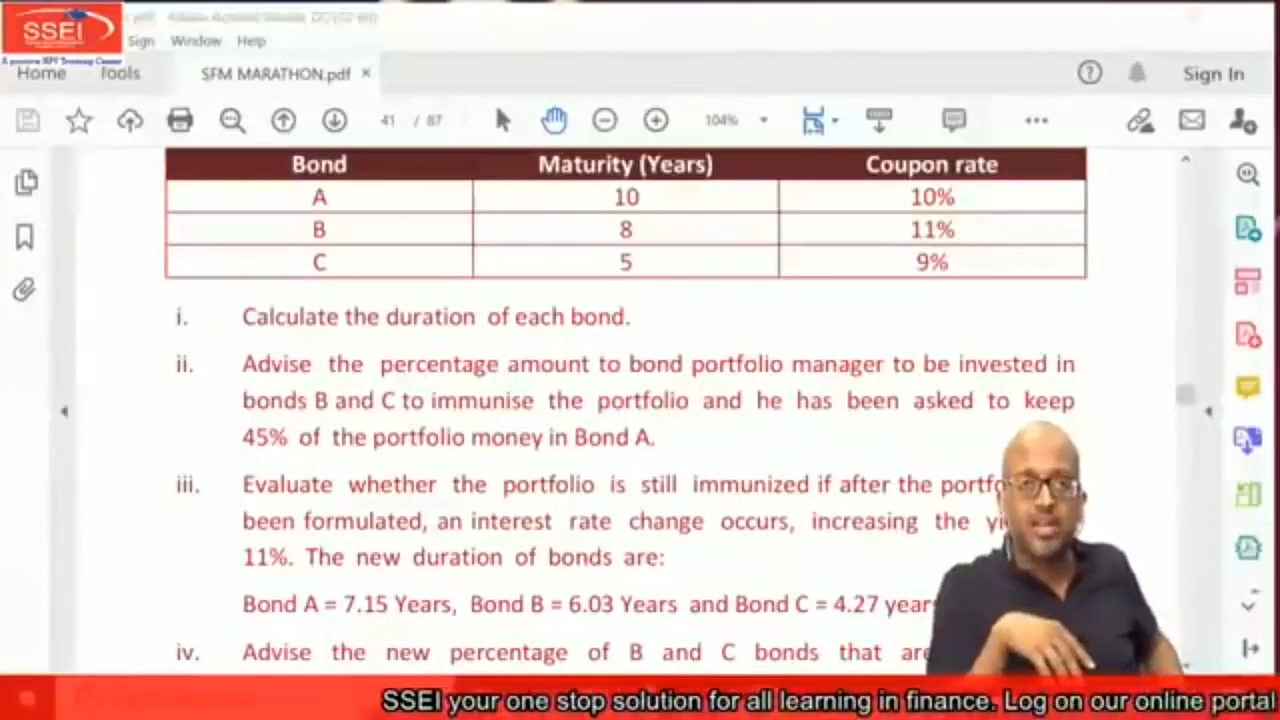 SSEI
Sign Window Help
Home Tools SFM MARATHON.pdf × Sign In
41 / 87 104%
Bond Maturity (Years) Coupon rate
A 10 10%
B 8 11%
C 5 9%
i. Calculate the duration of each bond.
ii. Advise the percentage amount to bond portfolio manager to be invested in
bonds B and C to immunise the portfolio and he has been asked to keep
45% of the portfolio money in Bond A.
iii. Evaluate whether the portfolio is still immunized if after the
been formulated, an interest rate change occurs, increasing the
11%. The new duration of bonds are:
Bond A = 7.15 Years, Bond B = 6.03 Years and Bond C = 4.27
iv. Advise the new percentage of B and C bonds that
SSEI your one stop solution for all learning in finance. Log on our online portal